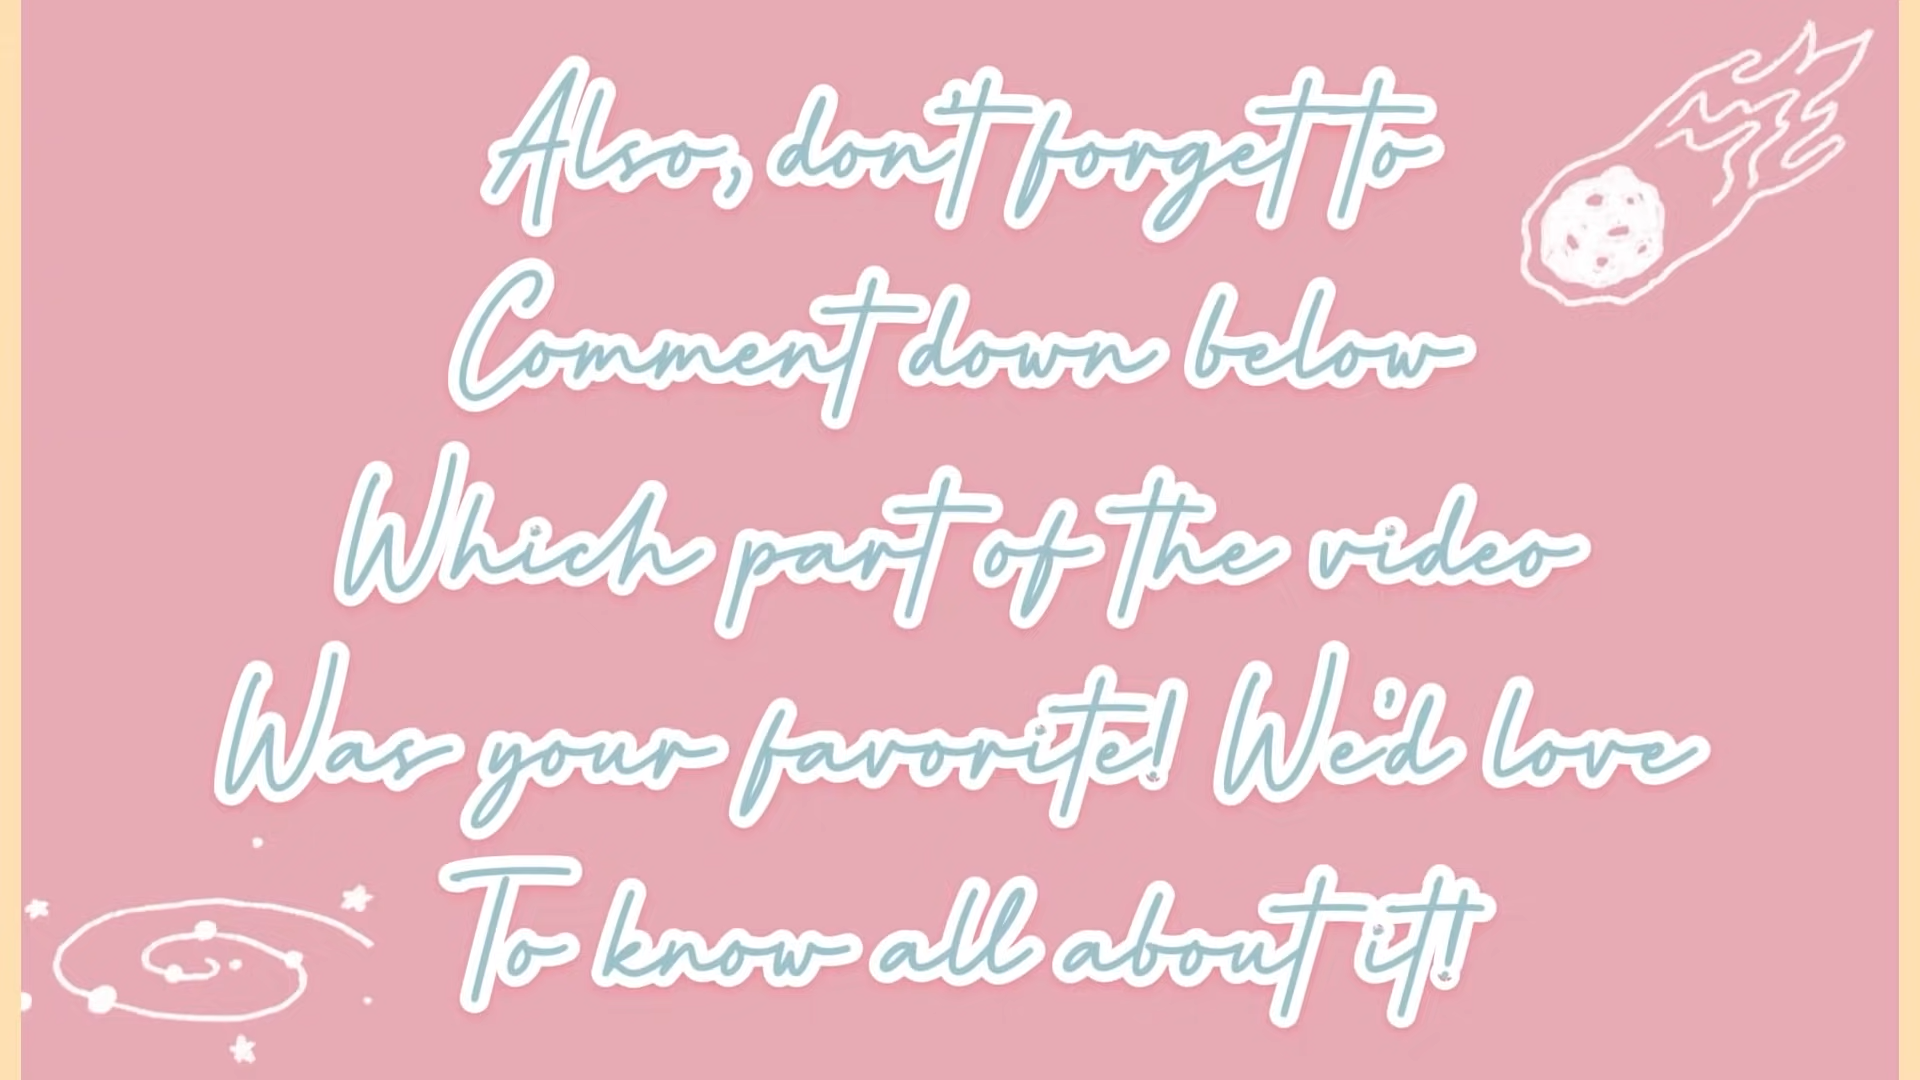 Also, don't forget to
Comment down below
Which part of the video
Was your favorite! We'd love
To know all about it!